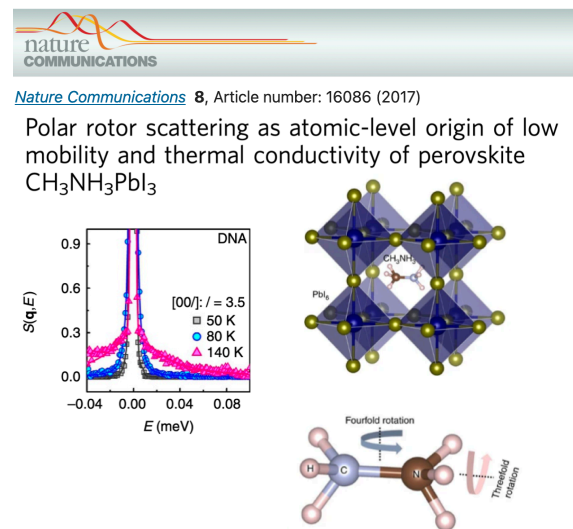 nature
COMMUNICATIONS
Nature Communications 8, Article number: 16086 (2017)
Polar rotor scattering as atomic-level origin of low
mobility and thermal conductivity of perovskite
CH3NH3PbI3
DNA
[00l]: l = 3.5
50 K
80 K
140 K
S(q,E)
0.9
0.6
0.3
0.0
−0.04 0.00 0.04 0.08
E (meV)
CH3NH3
PbI6
Fourfold rotation
H
C
N
Threefold
rotation